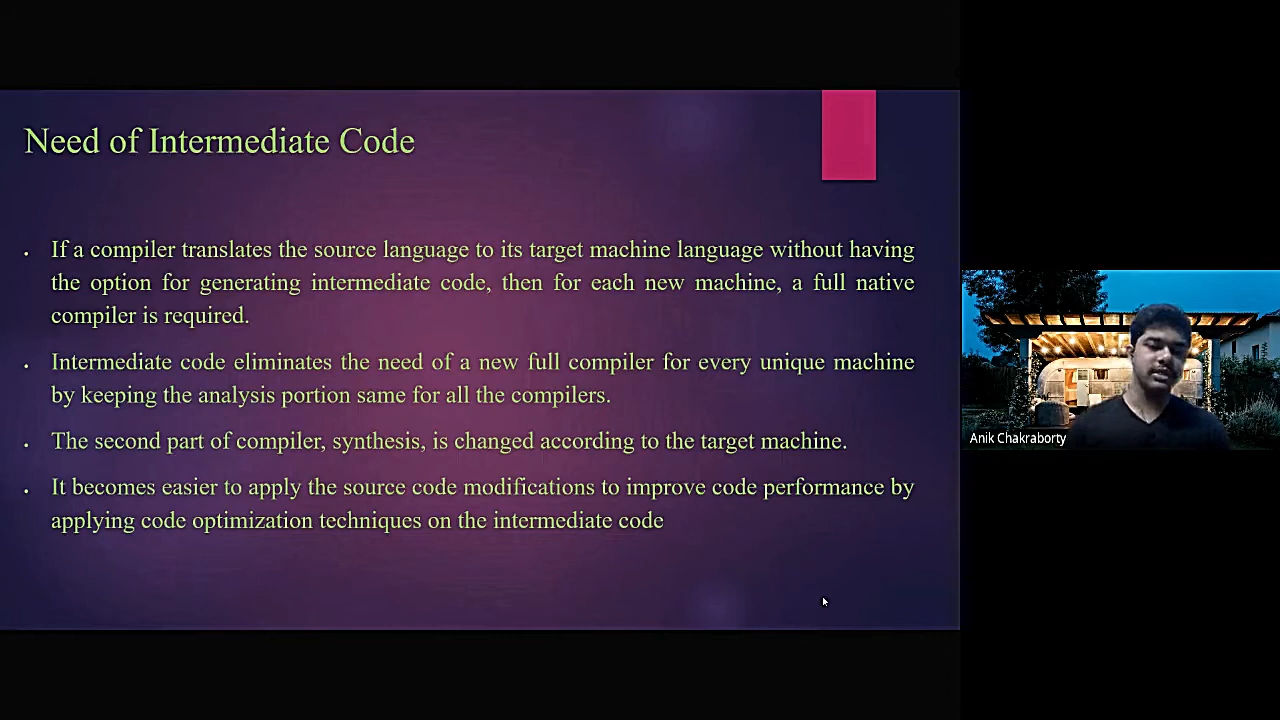 Need of Intermediate Code
If a compiler translates the source language to its target machine language without having
the option for generating intermediate code, then for each new machine, a full native
compiler is required.
Intermediate code eliminates the need of a new full compiler for every unique machine
by keeping the analysis portion same for all the compilers.
The second part of compiler, synthesis, is changed according to the target machine.
It becomes easier to apply the source code modifications to improve code performance by
applying code optimization techniques on the intermediate code
Anik Chakraborty